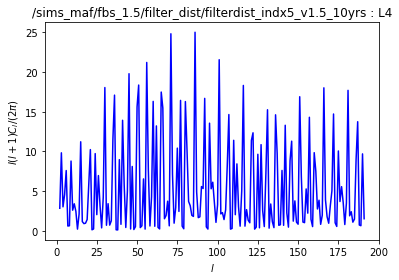 /sims_maf/fbs_1.5/filter_dist/filterdist_indx5_v1.5_10yrs : L4
l(l + 1)C_l/(2π)
25
20
15
10
5
0
0 25 50 75 100 125 150 175 200
l